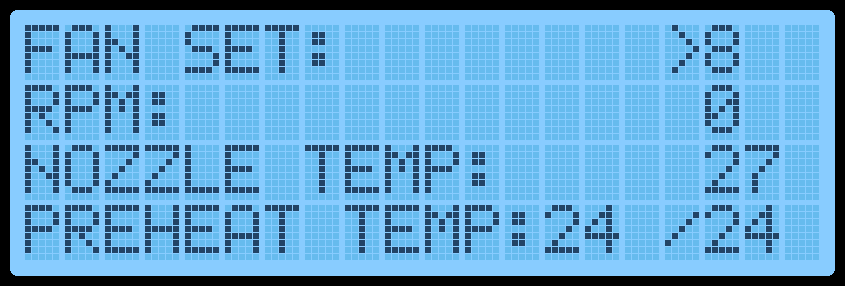 FAN SET:        >8
RPM:             0
NOZZLE TEMP:     27
PREHEAT TEMP:24 /24